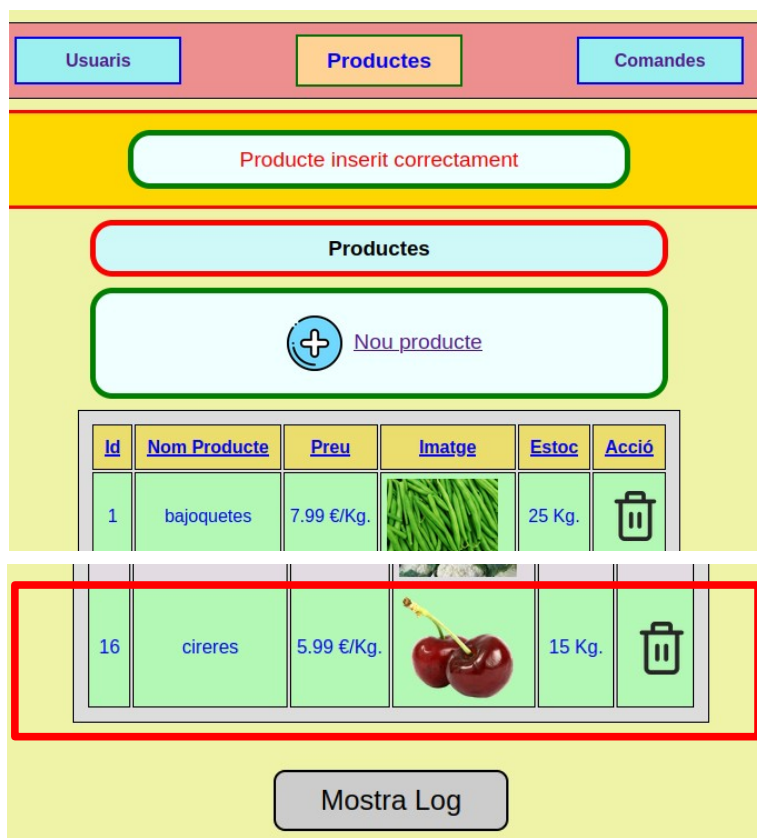 Usuaris Productes Comandes
Producte inserit correctament
Productes
Nou producte
Id Nom Producte Preu Imatge Estoc Acció
1 bajoquetes 7.99 €/Kg. 25 Kg.
16 cireres 5.99 €/Kg. 15 Kg.
Mostra Log